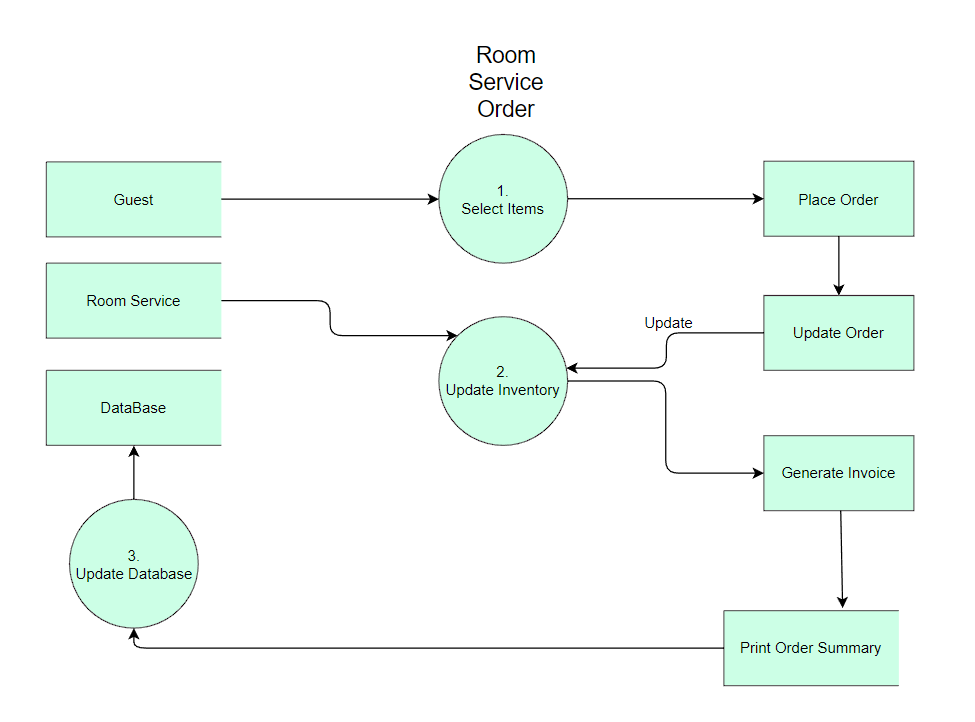 Room
Service
Order
Guest
1.
Select Items
Place Order
Room Service
Update
Update Order
2.
Update Inventory
DataBase
Generate Invoice
3.
Update Database
Print Order Summary